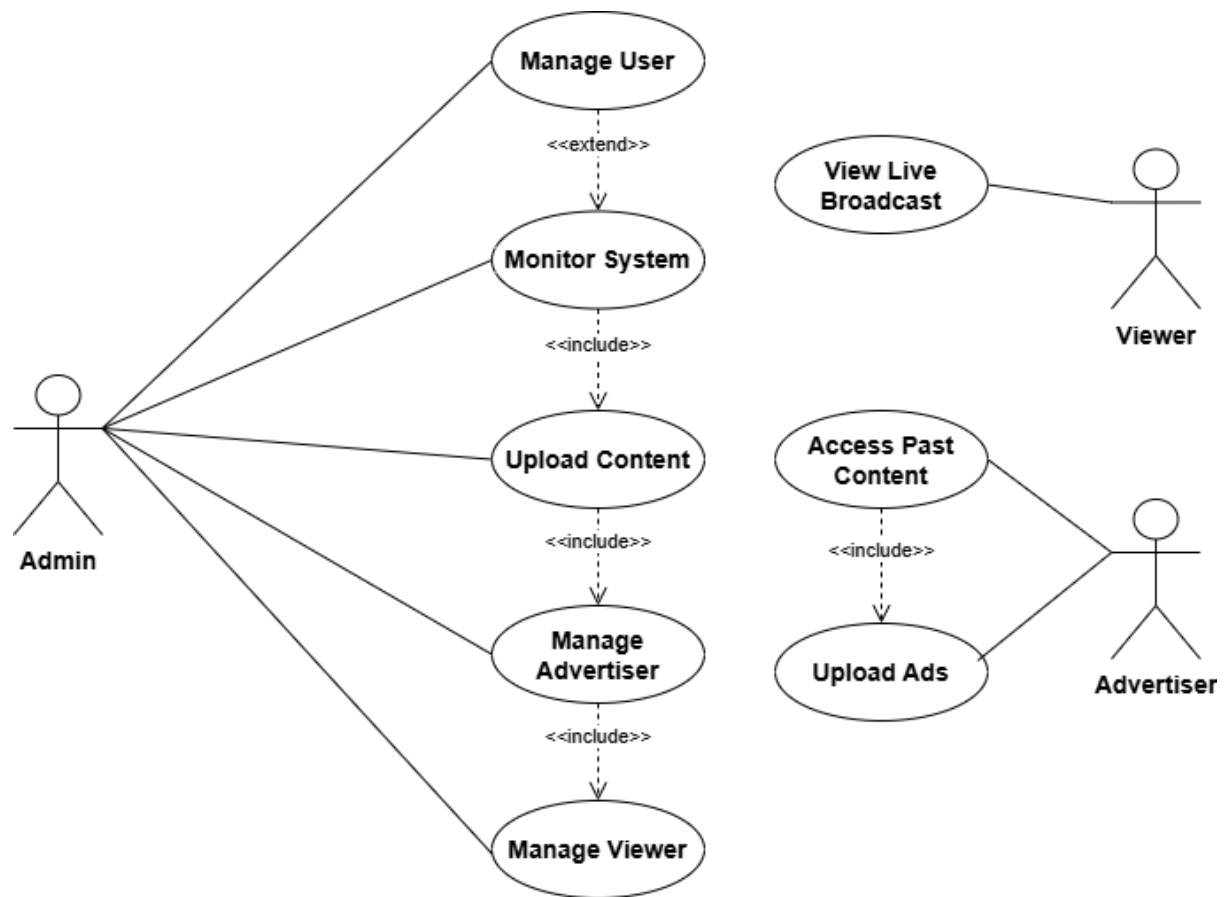 Manage User
<<extend>>
Monitor System
<<include>>
Upload Content
<<include>>
Manage
Advertiser
<<include>>
Manage Viewer
Admin
View Live
Broadcast
Viewer
Access Past
Content
<<include>>
Upload Ads
Advertiser